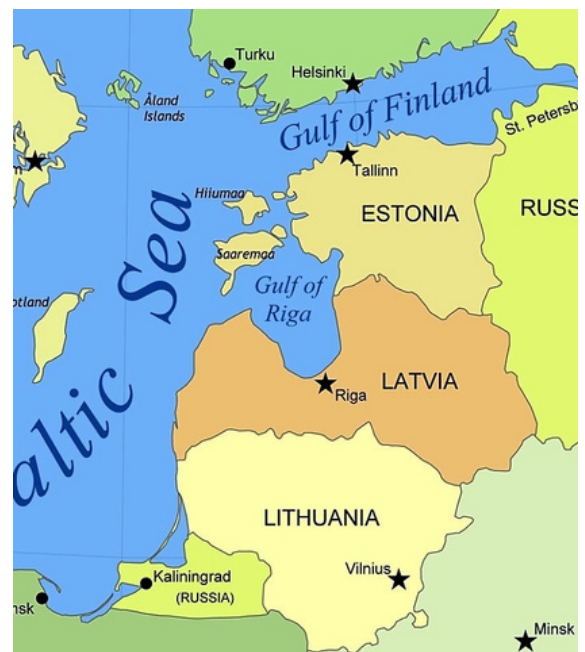 Turku
Helsinki
Åland
Islands
Gulf of Finland
St. Petersb
m
Tallinn
Hiiumaa
ESTONIA
RUSS
Saaremaa
Baltic Sea
Gulf of
Riga
otland
LATVIA
Riga
LITHUANIA
Vilnius
Kaliningrad
(RUSSIA)
nsk
Minsk